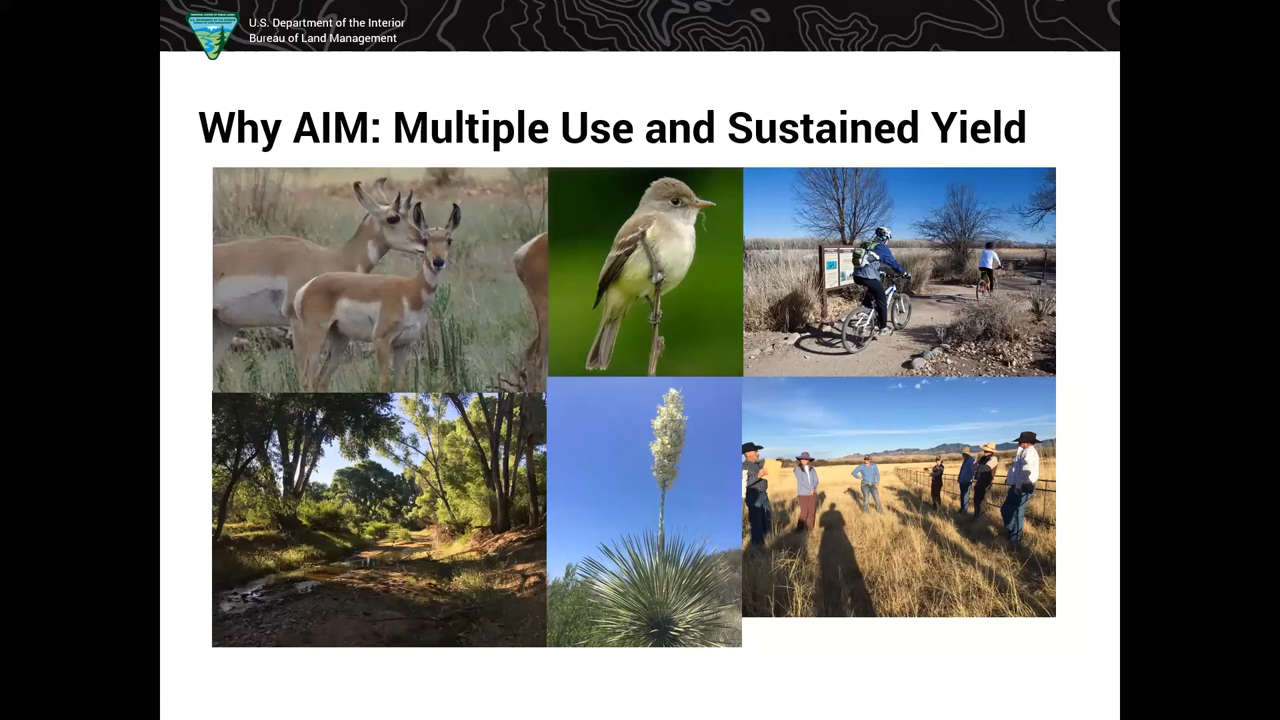 U.S. Department of the Interior
Bureau of Land Management
Why AIM: Multiple Use and Sustained Yield